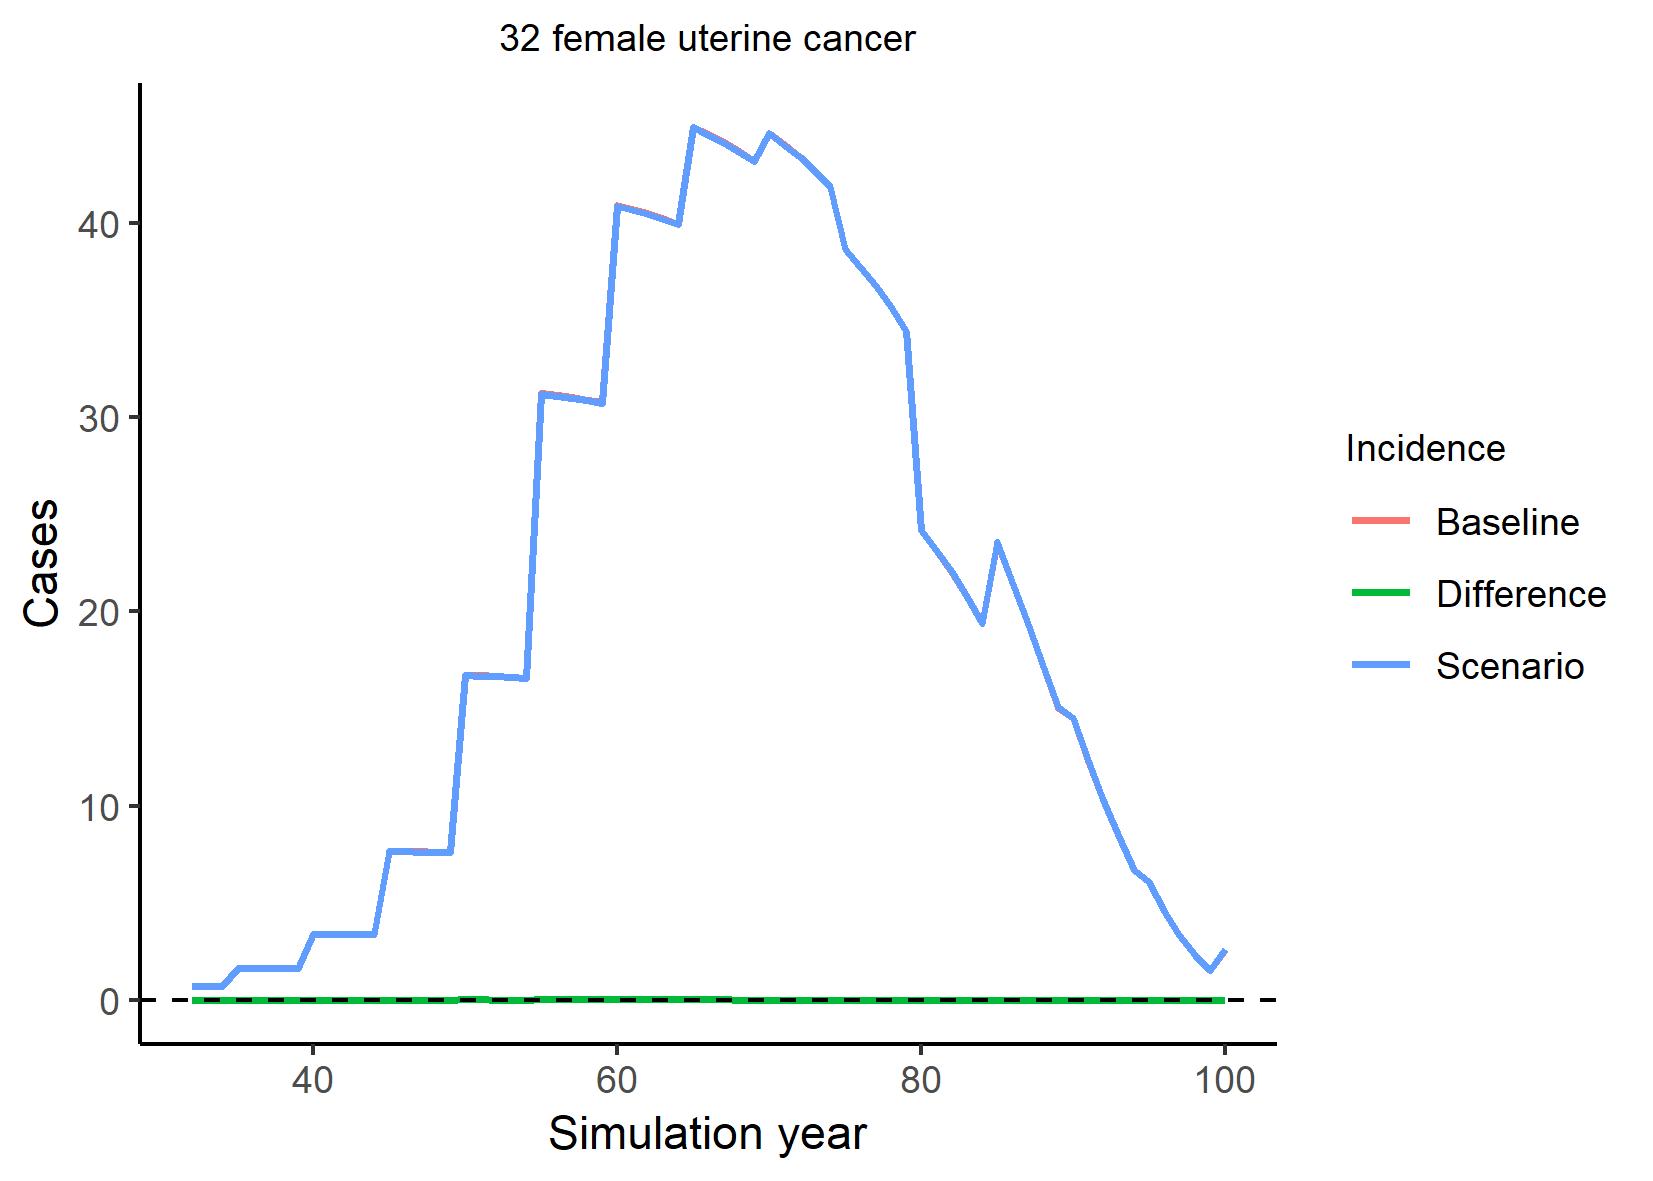 32 female uterine cancer
Cases
40
30
20
10
0
40 60 80 100
Simulation year
Incidence
Baseline
Difference
Scenario